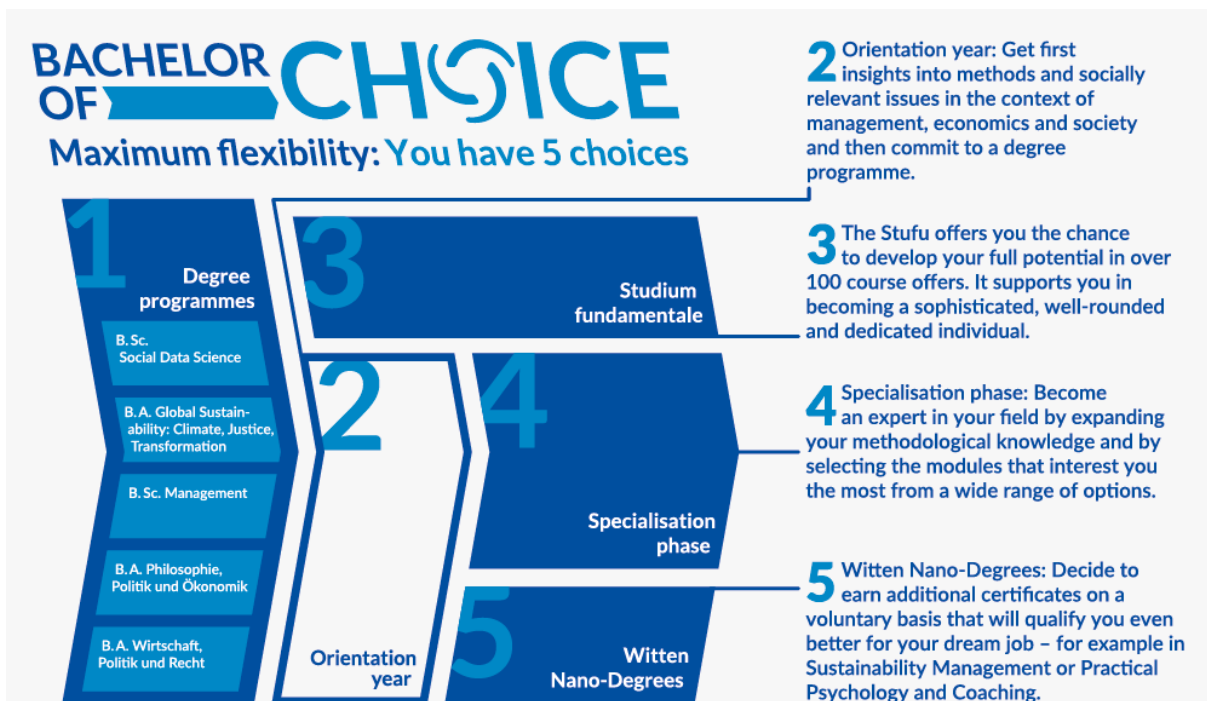 BACHELOR
OF
CHOICE
Maximum flexibility: You have 5 choices
1
Degree
programmes
B. Sc.
Social Data Science
B. A. Global Sustain-
ability: Climate, Justice,
Transformation
B. Sc. Management
B. A. Philosophie,
Politik und Ökonomik
B. A. Wirtschaft,
Politik und Recht
3
Studium
fundamentale
2
Orientation
year
4
Specialisation
phase
5
Witten
Nano-Degrees
2 Orientation year: Get first
insights into methods and socially
relevant issues in the context of
management, economics and society
and then commit to a degree
programme.
3 The Stufu offers you the chance
to develop your full potential in over
100 course offers. It supports you in
becoming a sophisticated, well-rounded
and dedicated individual.
4 Specialisation phase: Become
an expert in your field by expanding
your methodological knowledge and by
selecting the modules that interest you
the most from a wide range of options.
5 Witten Nano-Degrees: Decide to
earn additional certificates on a
voluntary basis that will qualify you even
better for your dream job – for example in
Sustainability Management or Practical
Psychology and Coaching.